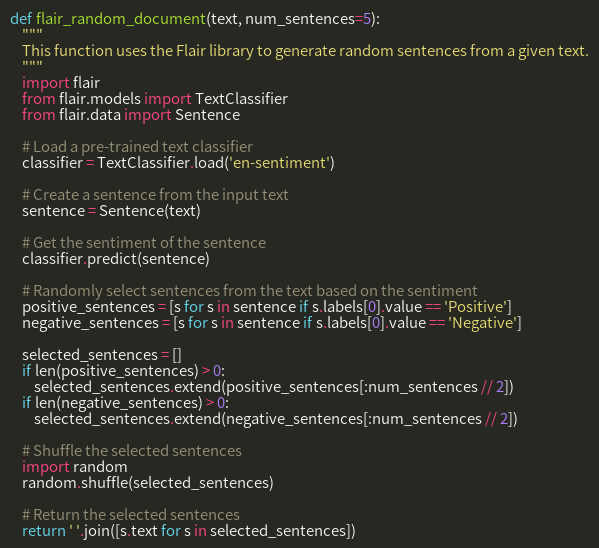 def flair_random_document(text, num_sentences=5):
    """
    This function uses the Flair library to generate random sentences from a given text.
    """
    import flair
    from flair.models import TextClassifier
    from flair.data import Sentence

    # Load a pre-trained text classifier
    classifier = TextClassifier.load('en-sentiment')

    # Create a sentence from the input text
    sentence = Sentence(text)

    # Get the sentiment of the sentence
    classifier.predict(sentence)

    # Randomly select sentences from the text based on the sentiment
    positive_sentences = [s for s in sentence if s.labels[0].value == 'Positive']
    negative_sentences = [s for s in sentence if s.labels[0].value == 'Negative']

    selected_sentences = []
    if len(positive_sentences) > 0:
        selected_sentences.extend(positive_sentences[:num_sentences // 2])
    if len(negative_sentences) > 0:
        selected_sentences.extend(negative_sentences[:num_sentences // 2])

    # Shuffle the selected sentences
    import random
    random.shuffle(selected_sentences)

    # Return the selected sentences
    return ' '.join([s.text for s in selected_sentences])